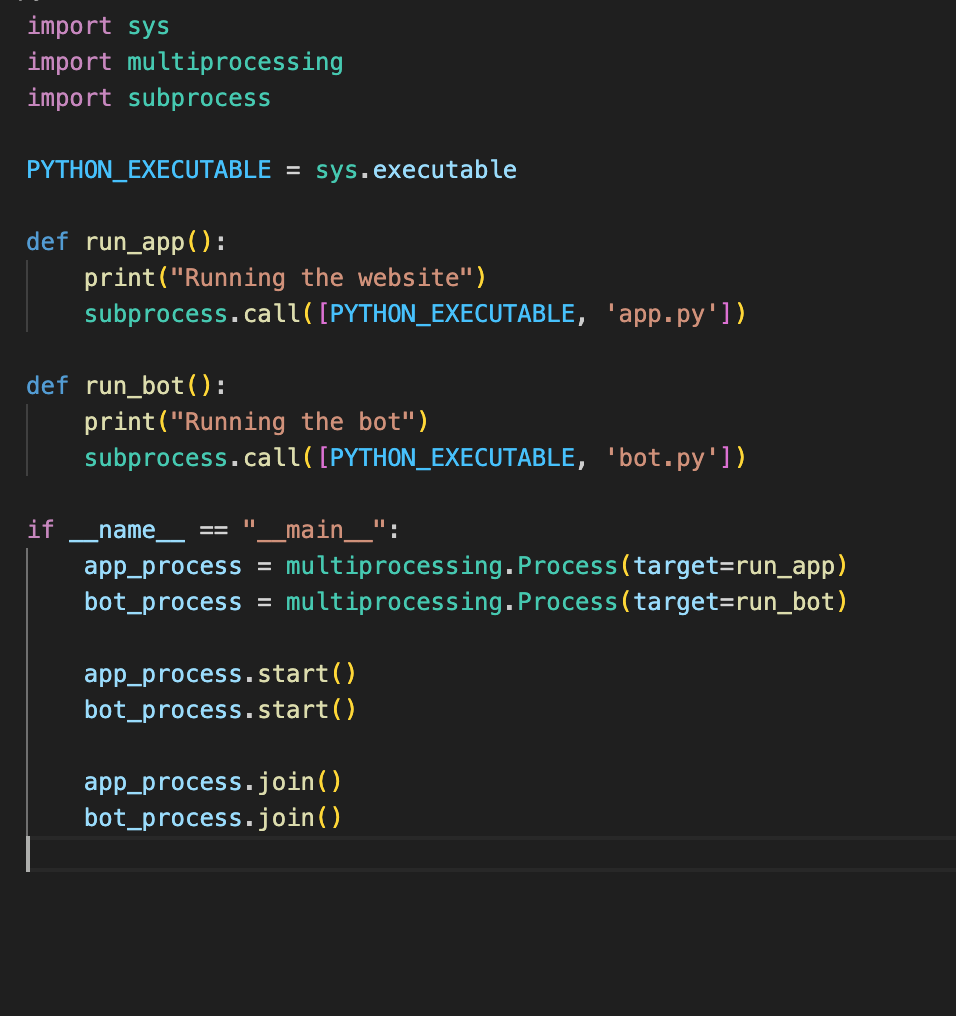 import sys
import multiprocessing
import subprocess

PYTHON_EXECUTABLE = sys.executable

def run_app():
    print("Running the website")
    subprocess.call([PYTHON_EXECUTABLE, 'app.py'])

def run_bot():
    print("Running the bot")
    subprocess.call([PYTHON_EXECUTABLE, 'bot.py'])

if __name__ == "__main__":
    app_process = multiprocessing.Process(target=run_app)
    bot_process = multiprocessing.Process(target=run_bot)

    app_process.start()
    bot_process.start()

    app_process.join()
    bot_process.join()